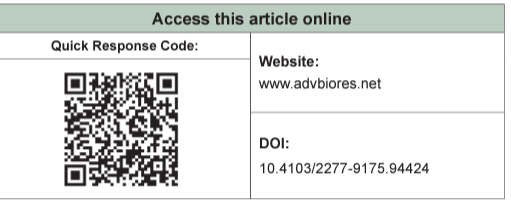 Access this article online
Quick Response Code:
Website:
www.advbiores.net
DOI:
10.4103/2277-9175.94424